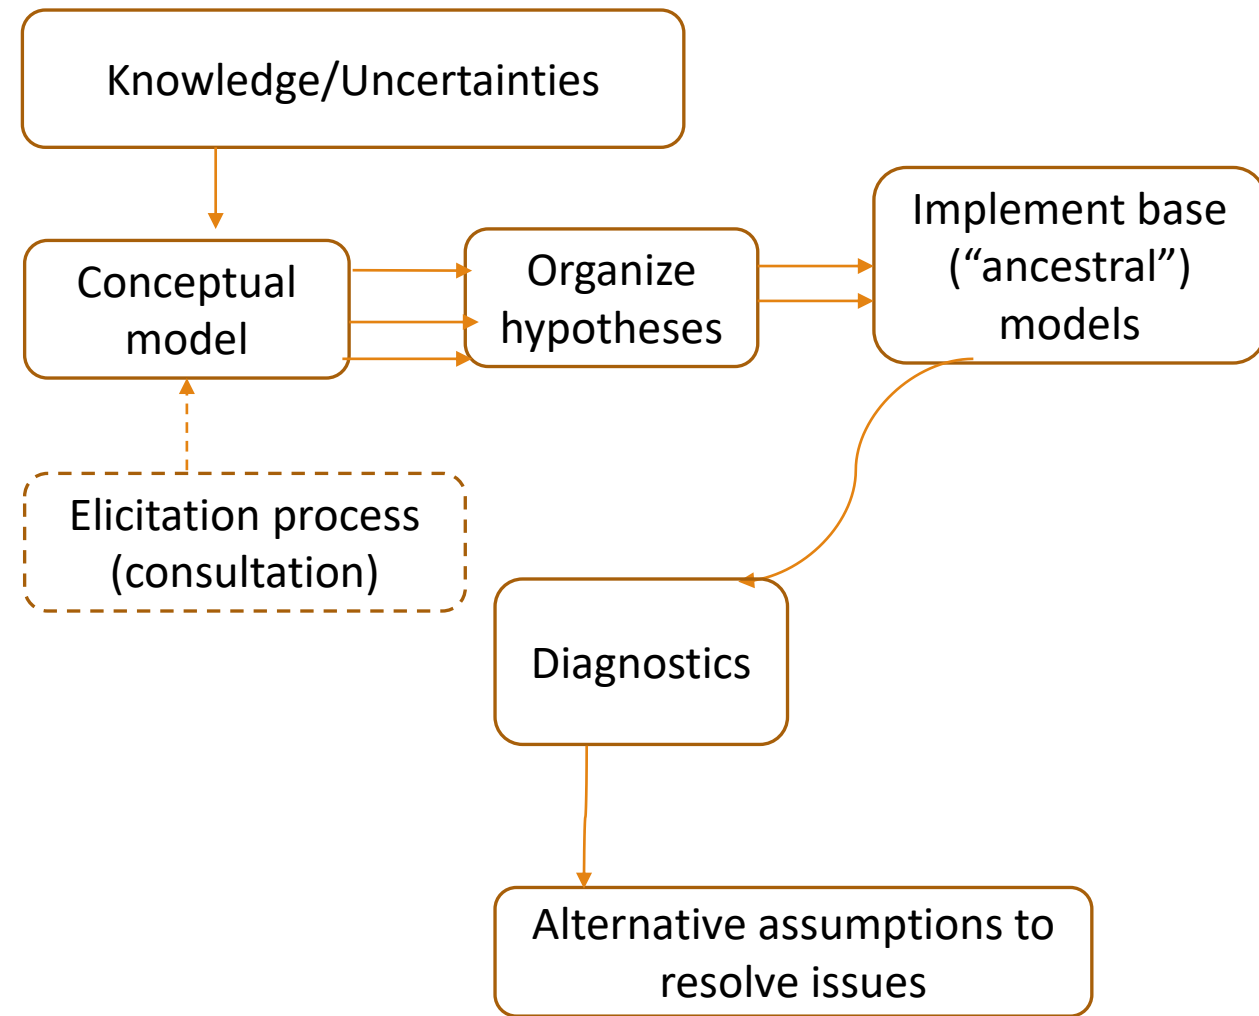 Knowledge/Uncertainties
Conceptual
model
Organize
hypotheses
Implement base
(“ancestral”)
models
Elicitation process
(consultation)
Diagnostics
Alternative assumptions to
resolve issues